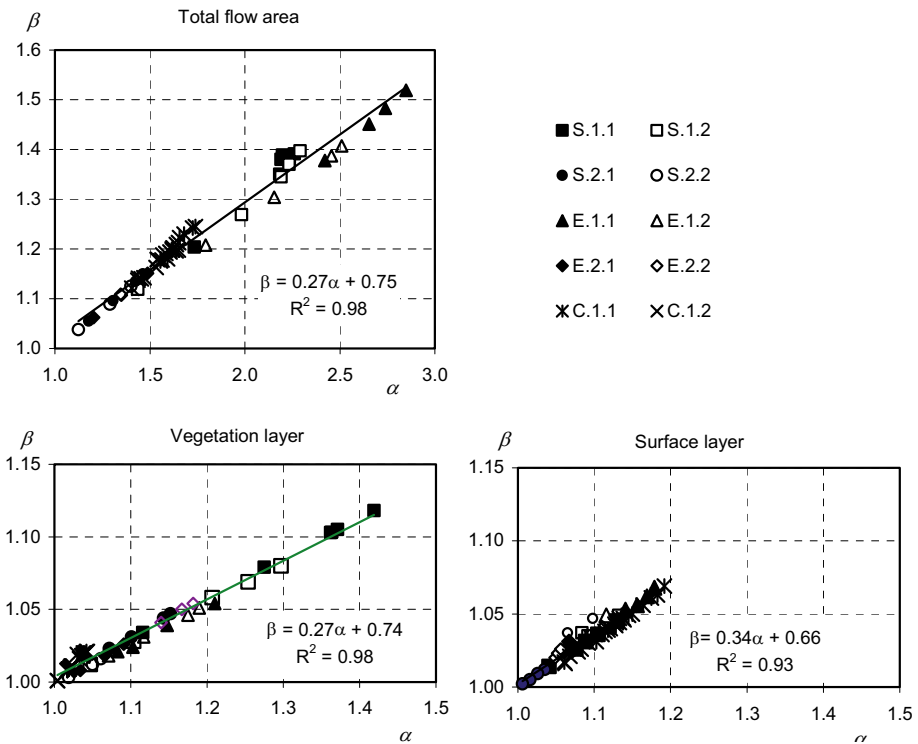 β
Total flow area
1.6
1.5
1.4
1.3
1.2
1.1
1.0
β = 0.27α + 0.75
R² = 0.98
1.0 1.5 2.0 2.5 3.0
α
S.1.1 S.1.2
S.2.1 S.2.2
E.1.1 E.1.2
E.2.1 E.2.2
C.1.1 C.1.2
β
Vegetation layer
1.15
1.10
1.05
1.00
β = 0.27α + 0.74
R² = 0.98
1.0 1.1 1.2 1.3 1.4 1.5
α
β
Surface layer
1.15
1.10
1.05
1.00
β= 0.34α + 0.66
R² = 0.93
1.0 1.1 1.2 1.3 1.4 1.5
α